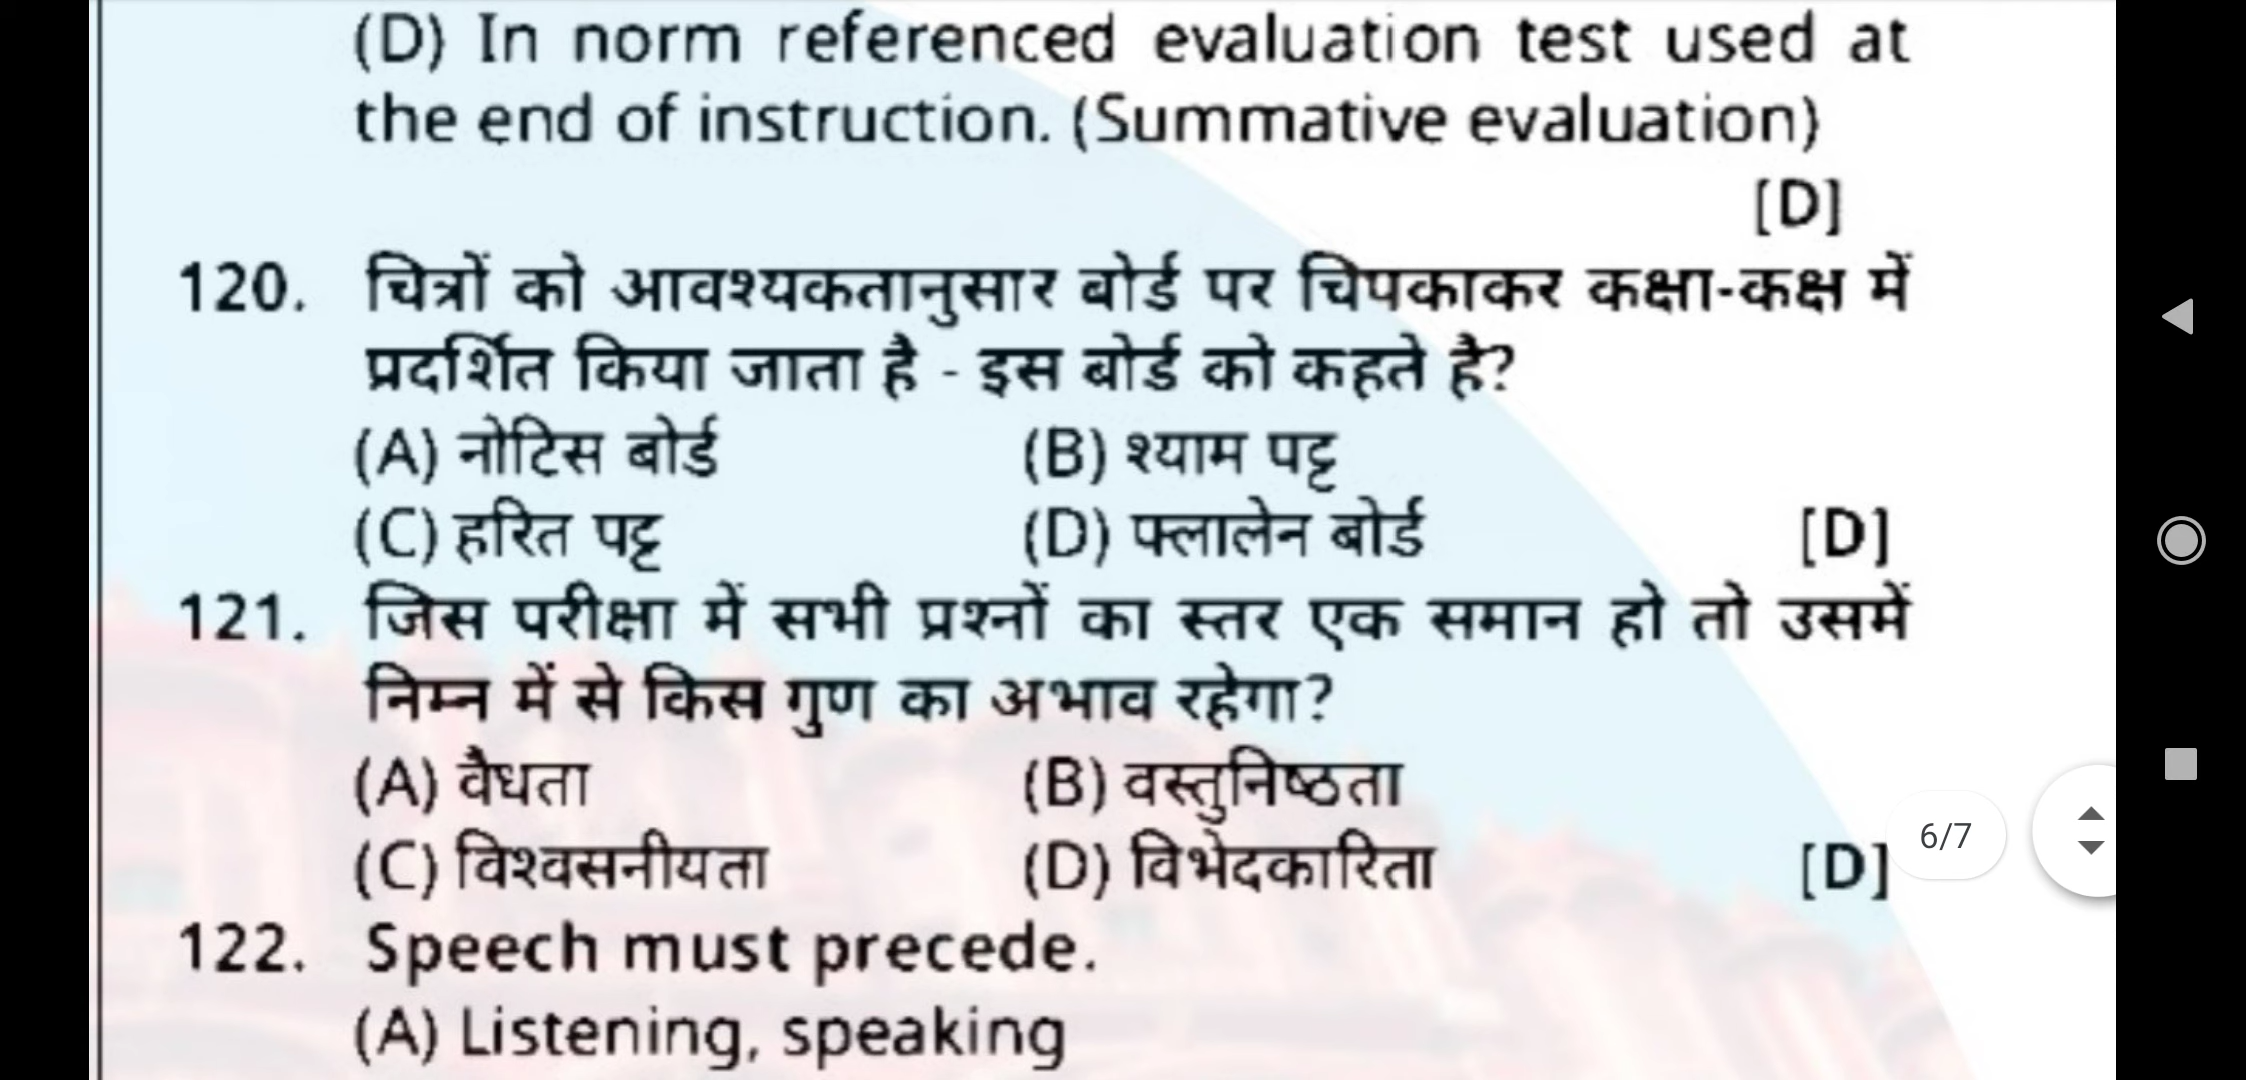 (D) In norm referenced evaluation test used at
the end of instruction. (Summative evaluation)
[D]
120. चित्रों को आवश्यकतानुसार बोर्ड पर चिपकाकर कक्षा-कक्ष में
प्रदर्शित किया जाता है - इस बोर्ड को कहते है?
(A) नोटिस बोर्ड (B) श्याम पट्ट
(C) हरित पट्ट (D) फ्लालेन बोर्ड [D]
121. जिस परीक्षा में सभी प्रश्नों का स्तर एक समान हो तो उसमें
निम्न में से किस गुण का अभाव रहेगा?
(A) वैधता (B) वस्तुनिष्ठता
(C) विश्वसनीयता (D) विभेदकारिता [D]
6/7
122. Speech must precede.
(A) Listening, speaking